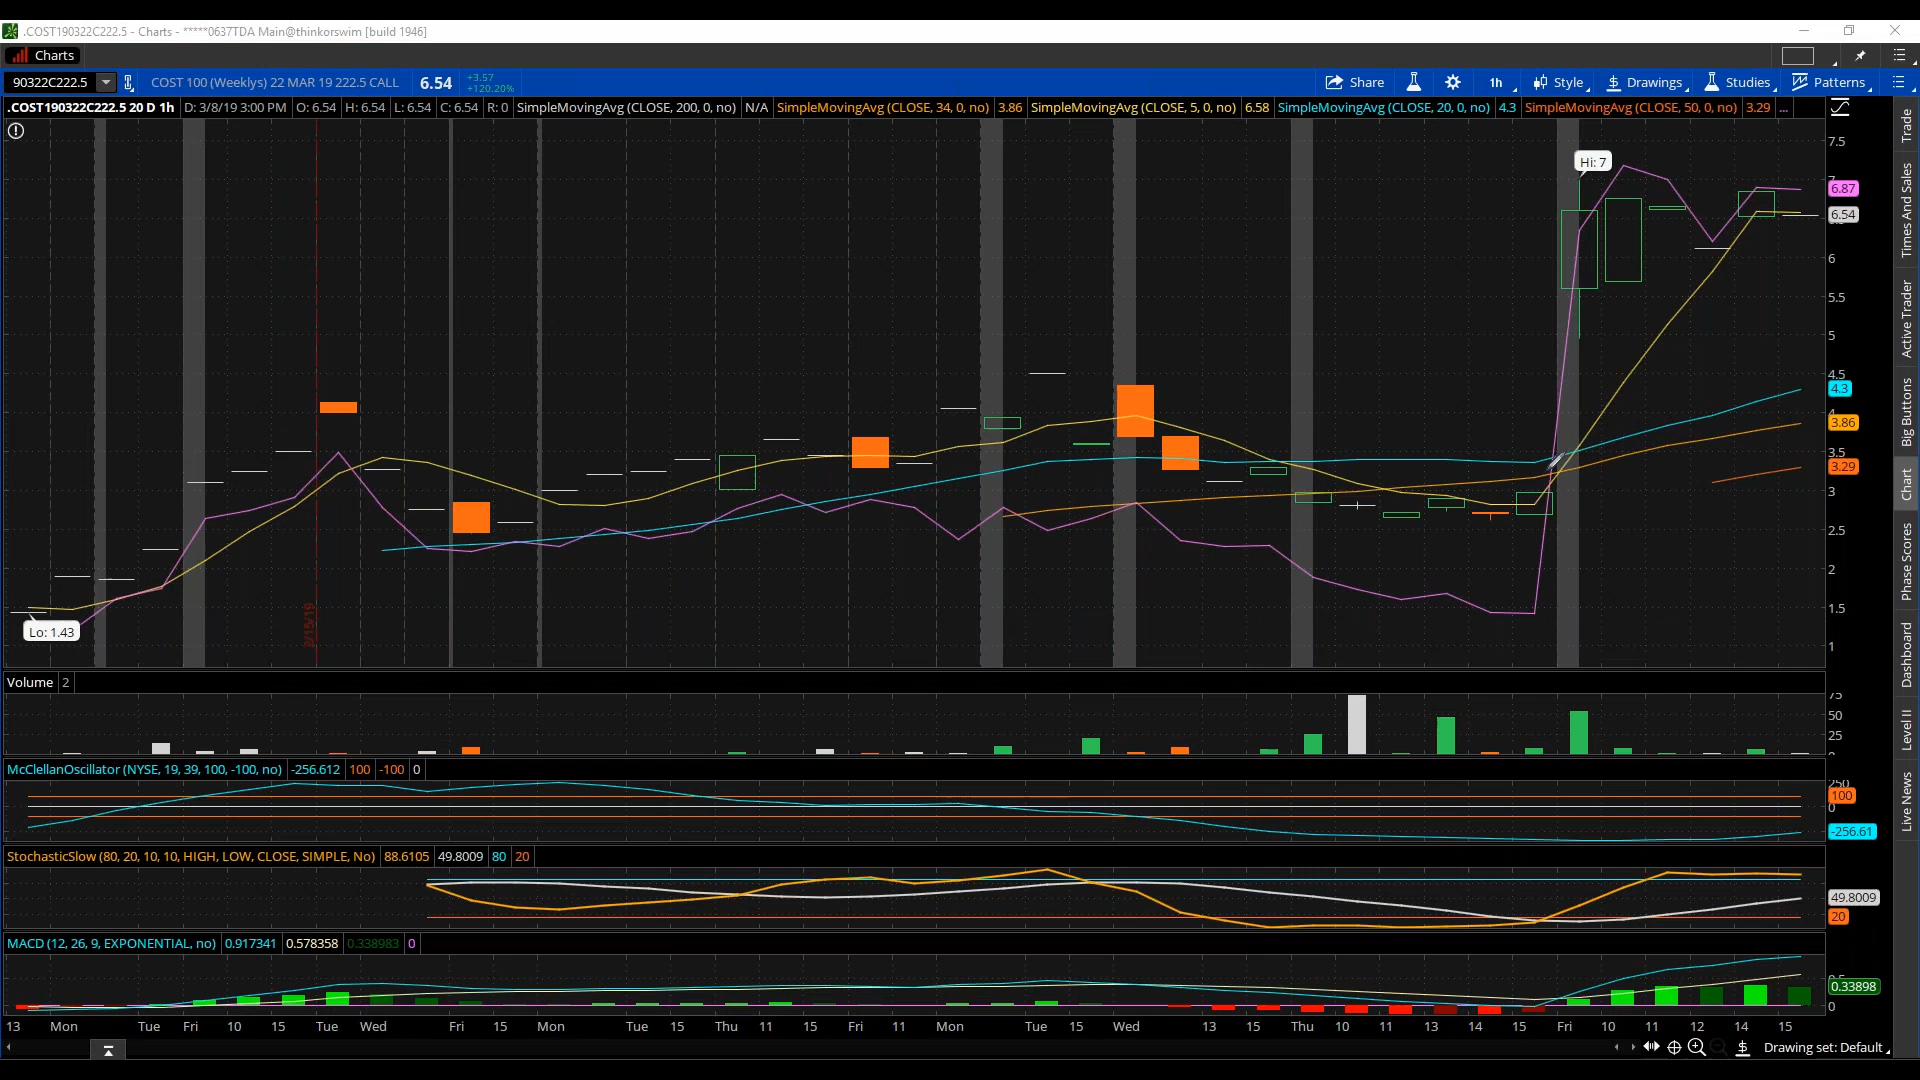 .COST190322C222.5 - Charts - *****0637TDA Main@thinkorswim [build 1946]
Charts
90322C222.5 COST 100 (Weeklys) 22 MAR 19 222.5 CALL 6.54 +3.57 +120.20% Share 1h Style Drawings Studies Patterns
.COST190322C222.5 20 D 1h D: 3/8/19 3:00 PM O: 6.54 H: 6.54 L: 6.54 C: 6.54 R: 0 SimpleMovingAvg (CLOSE, 200, 0, no) N/A SimpleMovingAvg (CLOSE, 34, 0, no) 3.86 SimpleMovingAvg (CLOSE, 5, 0, no) 6.58 SimpleMovingAvg (CLOSE, 20, 0, no) 4.3 SimpleMovingAvg (CLOSE, 50, 0, no) 3.29 ...
7.5
Hi: 7
7
6.87
6.54
6
5.5
5
4.5
4.3
4
3.86
3.5
3.29
3
2.5
2
1.5
Lo: 1.43
1
3/15/19
Trade
Times And Sales
Active Trader
Big Buttons
Chart
Phase Scores
Dashboard
Level II
Live News
Volume 2
75
50
25
McClellanOscillator (NYSE, 19, 39, 100, -100, no) -256.612 100 -100 0
250
100
0
-256.61
StochasticSlow (80, 20, 10, 10, HIGH, LOW, CLOSE, SIMPLE, No) 88.6105 49.8009 80 20
49.8009
20
MACD (12, 26, 9, EXPONENTIAL, no) 0.917341 0.578358 0.338983 0
0.5
0.33898
0
13 Mon Tue Fri 10 15 Tue Wed Fri 15 Mon Tue 15 Thu 11 15 Fri 11 Mon Tue 15 Wed 13 15 Thu 10 11 13 14 15 Fri 10 11 12 14 15
Drawing set: Default